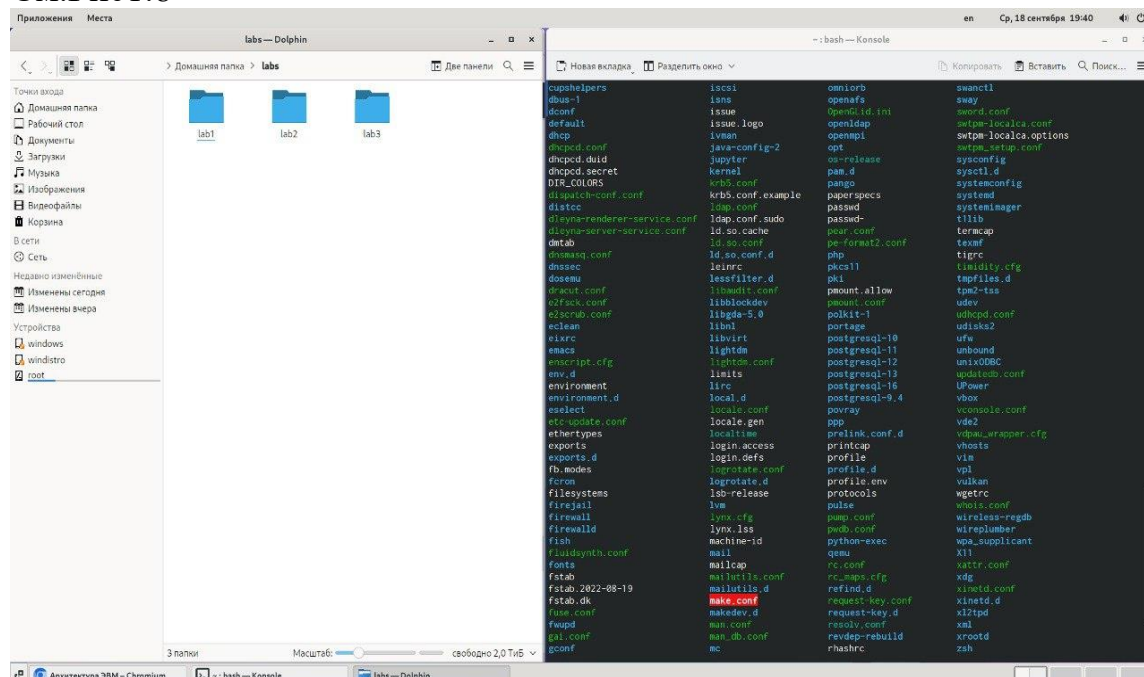 Приложения Места en Ср, 18 сентября 19:40
labs — Dolphin
~ : bash — Konsole
> Домашняя папка > labs Две панели
Новая вкладка Разделить окно Копировать Вставить Поиск...
Точки входа
Домашняя папка
Рабочий стол
Документы
Загрузки
Музыка
Изображения
Видеофайлы
Корзина
В сети
Сеть
Недавно изменённые
Изменены сегодня
Изменены вчера
Устройства
windows
windistro
root
lab1 lab2 lab3
3 папки Масштаб: свободно 2,0 ТиБ
cupshelpers iscsi omniorb swanctl
dbus-1 isns openafs sway
dconf issue OpenGLid.ini sword.conf
default issue.logo openldap swtpm-localca.conf
dhcp ivman openmpi swtpm-localca.options
dhcpcd.conf java-config-2 opt swtpm_setup.conf
dhcpcd.duid jupyter os-release sysconfig
dhcpcd.secret kernel pam.d sysctl.d
DIR_COLORS krb5.conf pango systemconfig
dispatch-conf.conf krb5.conf.example paperspecs systemd
distcc ldap.conf passwd systemimager
dleyna-renderer-service.conf ldap.conf.sudo passwd- t1lib
dleyna-server-service.conf ld.so.cache pear.conf termcap
dmtab ld.so.conf pe-format2.conf texmf
dnsmasq.conf ld.so.conf.d php tigrc
dnssec leinrc pkcs11 timidity.cfg
dosemu lessfilter.d pki tmpfiles.d
dracut.conf libaudit.conf pmount.allow tpm2-tss
e2fsck.conf libblockdev pmount.conf udev
e2scrub.conf libgda-5.0 polkit-1 udhcpd.conf
eclean libnl portage udisks2
eixrc libvirt postgresql-10 ufw
emacs lightdm postgresql-11 unbound
enscript.cfg lightdm.conf postgresql-12 unixODBC
env.d limits postgresql-13 updatedb.conf
environment lirc postgresql-16 UPower
environment.d local.d postgresql-9.4 vbox
eselect locale.conf povray vconsole.conf
etc-update.conf locale.gen ppp vde2
ethertypes localtime prelink.conf.d vdpau_wrapper.cfg
exports login.access printcap vhosts
exports.d login.defs profile vim
fb.modes logrotate.conf profile.d vpl
fcron logrotate.d profile.env vulkan
filesystems lsb-release protocols wgetrc
firejail lvm pulse whois.conf
firewall lynx.cfg pump.conf wireless-regdb
firewalld lynx.lss pwdb.conf wireplumber
fish machine-id python-exec wpa_supplicant
fluidsynth.conf mail qemu X11
fonts mailcap rc.conf xattr.conf
fstab mailutils.conf rc_maps.cfg xdg
fstab.2022-08-19 mailutils.d refind.d xinetd.conf
fstab.dk make.conf request-key.conf xinetd.d
fuse.conf makedev.d request-key.d xl2tpd
fwupd man.conf resolv.conf xml
gai.conf man_db.conf revdep-rebuild xrootd
gconf mc rhashrc zsh
Архитектура ЭВМ – Chromium ~ : bash — Konsole labs — Dolphin